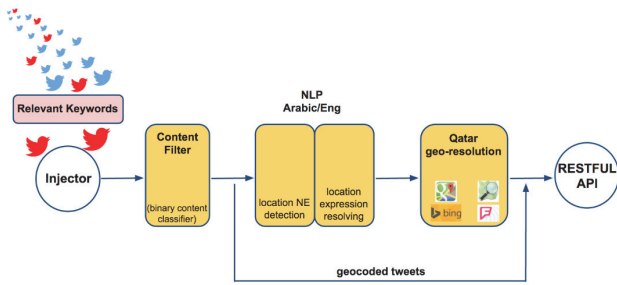 Relevant Keywords
Injector
Content
Filter
(binary content
classifier)
NLP
Arabic/Eng
location NE
detection
location
expression
resolving
Qatar
geo-resolution
bing
RESTFUL
API
geocoded tweets